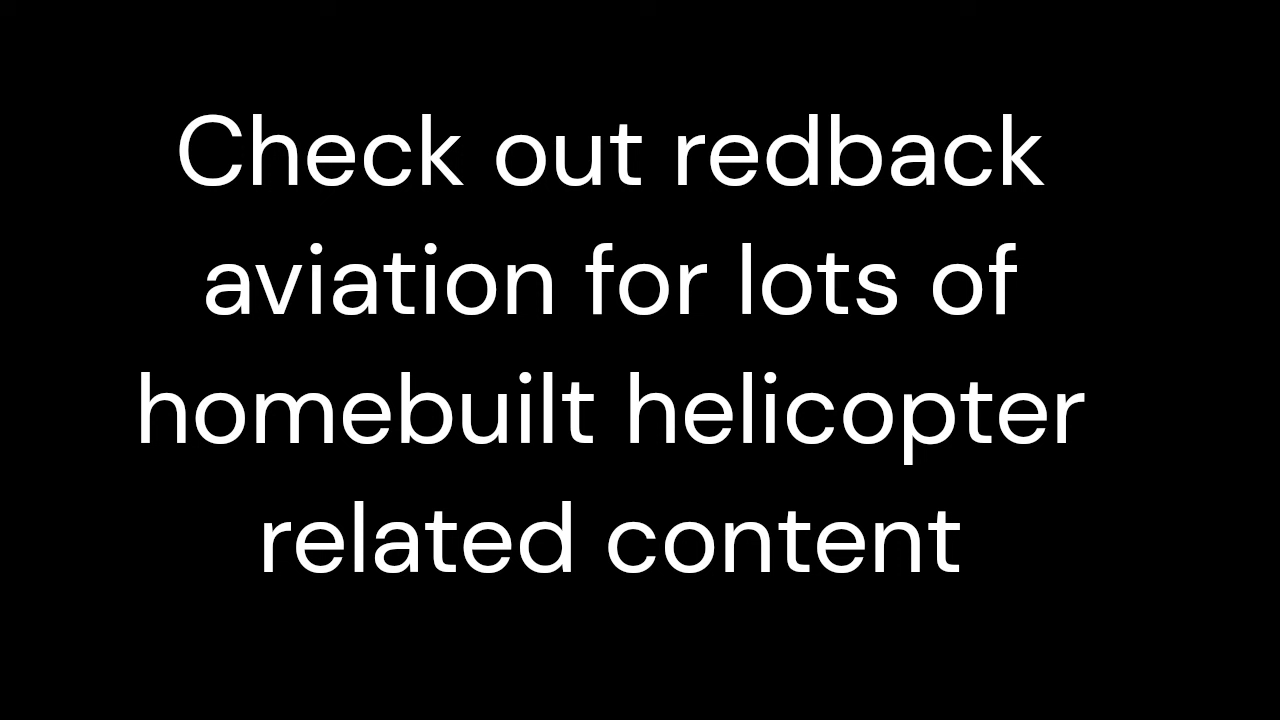 Check out redback
aviation for lots of
homebuilt helicopter
related content